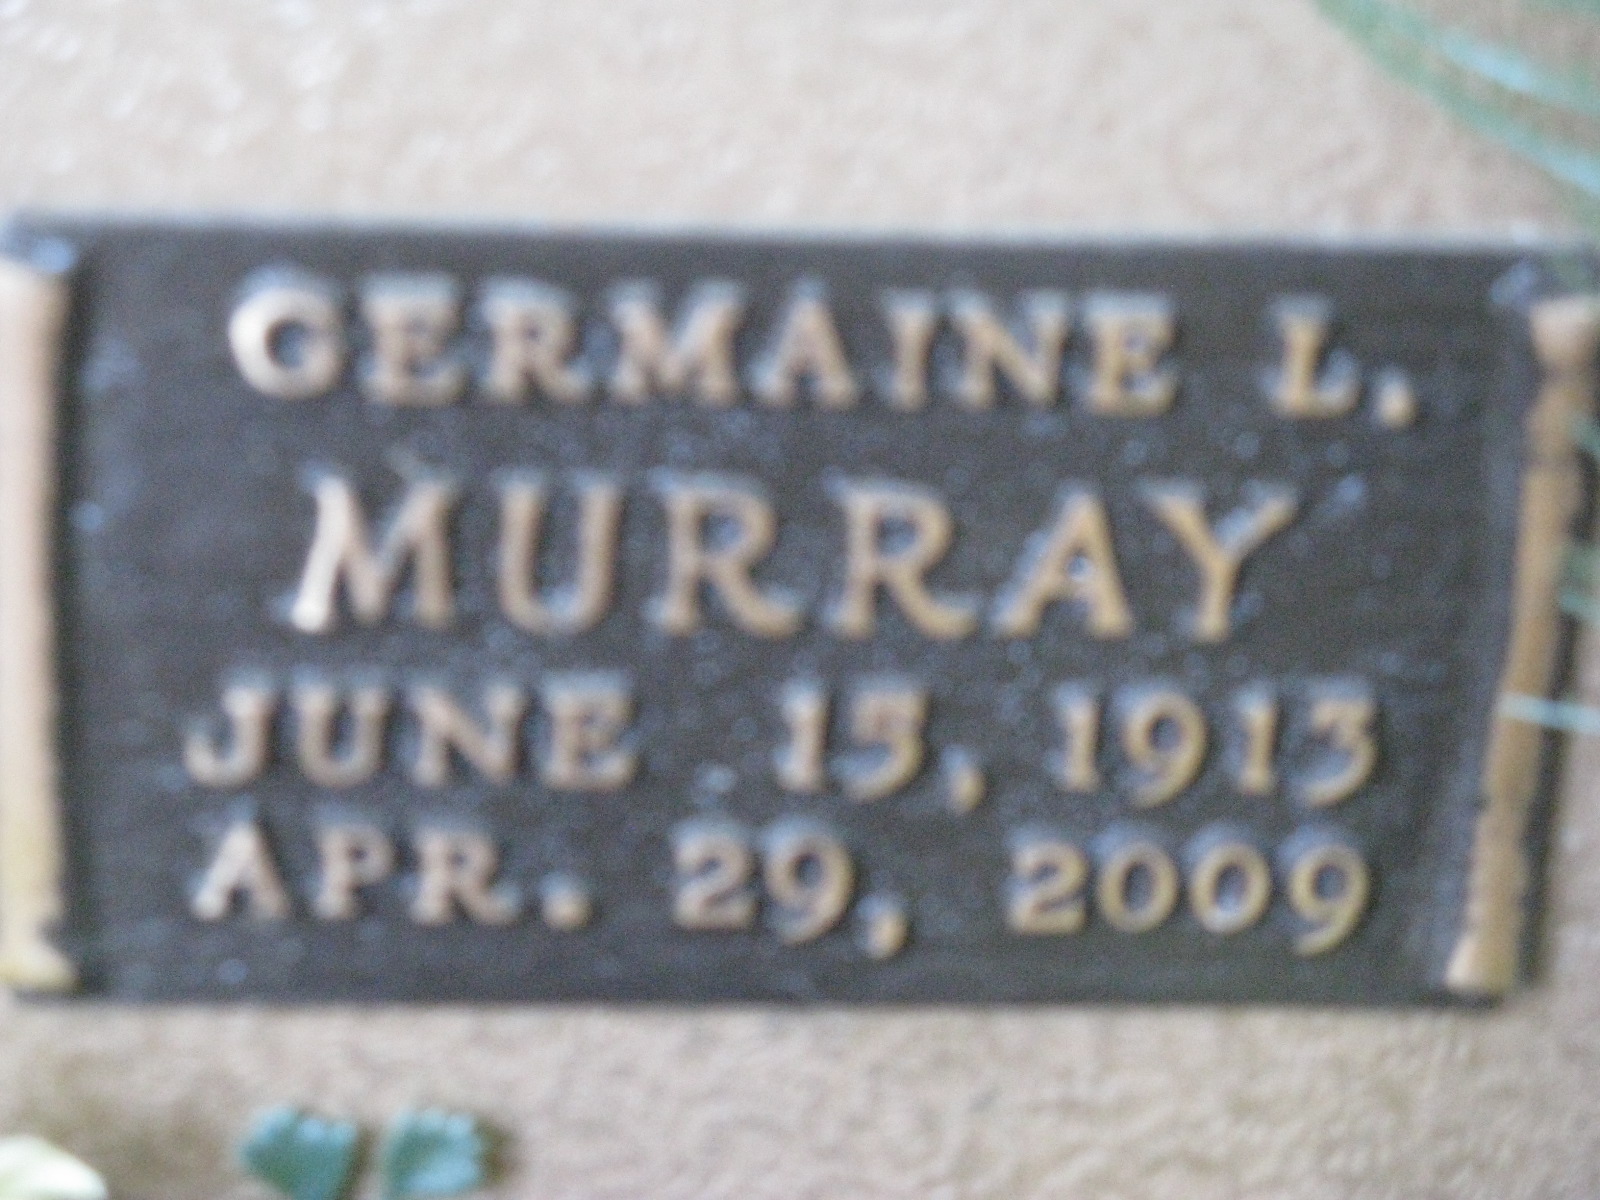 GERMAINE L.
MURRAY
JUNE 15, 1913
APR. 29, 2009